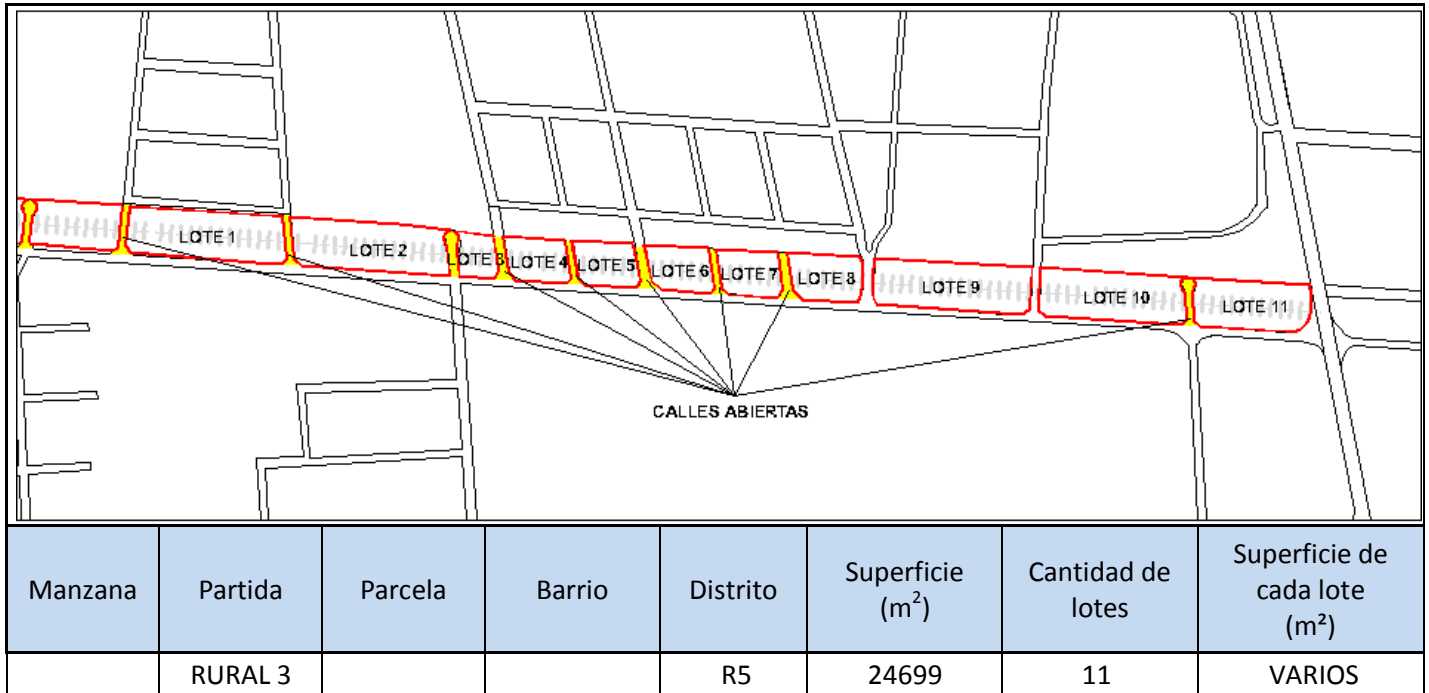 LOTE 1
LOTE 2
LOTE 3
LOTE 4
LOTE 5
LOTE 6
LOTE 7
LOTE 8
LOTE 9
LOTE 10
LOTE 11
CALLES ABIERTAS
Manzana Partida Parcela Barrio Distrito Superficie (m²) Cantidad de lotes Superficie de cada lote (m²)
RURAL 3 R5 24699 11 VARIOS